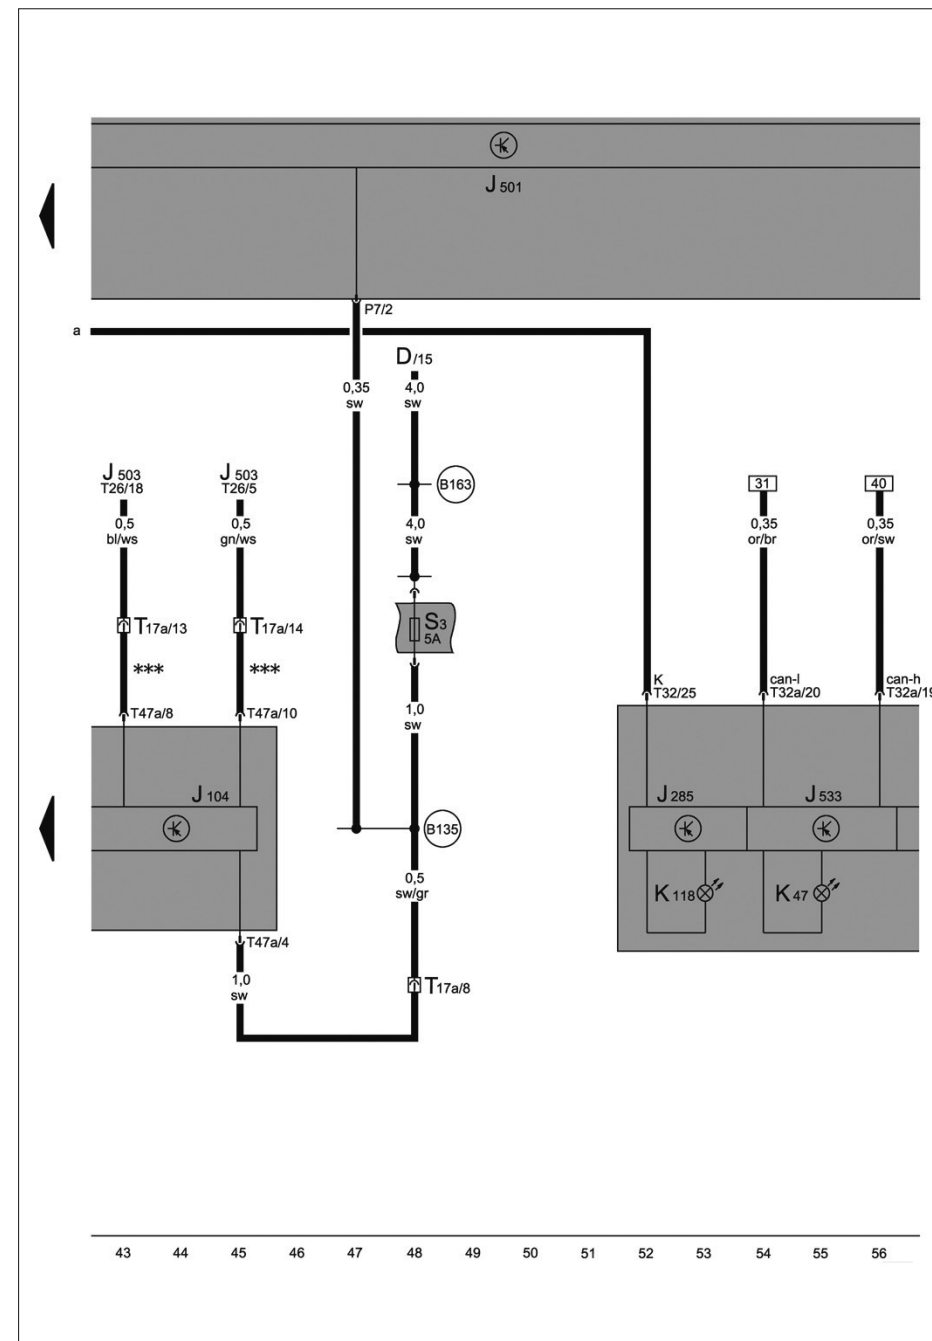 J 501
P7/2
a
D/15
0,35
sw
4,0
sw
B163
J 503
T26/18
J 503
T26/5
31
40
0,5
bl/ws
0,5
gn/ws
4,0
sw
0,35
or/br
0,35
or/sw
T17a/13
T17a/14
S3
5A
***
***
K
T32/25
can-l
T32a/20
can-h
T32a/19
T47a/8
T47a/10
1,0
sw
J 104
J 285
J 533
B135
0,5
sw/gr
K 118
K 47
T47a/4
1,0
sw
T17a/8
43 44 45 46 47 48 49 50 51 52 53 54 55 56